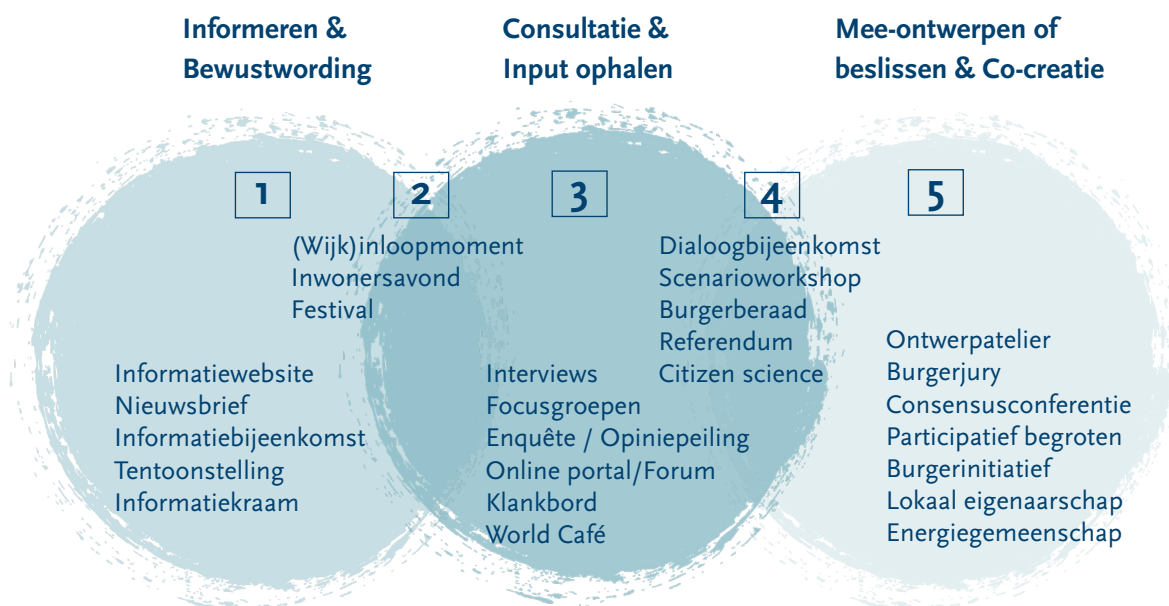 Informeren &
Bewustwording
Consultatie &
Input ophalen
Mee-ontwerpen of
beslissen & Co-creatie
1
2
3
4
5
(Wijk)inloopmoment
Inwonersavond
Festival
Dialoogbijeenkomst
Scenarioworkshop
Burgerberaad
Referendum
Citizen science
Informatiewebsite
Nieuwsbrief
Informatiebijeenkomst
Tentoonstelling
Informatiekraam
Interviews
Focusgroepen
Enquête / Opiniepeiling
Online portal/Forum
Klankbord
World Café
Ontwerpatelier
Burgerjury
Consensusconferentie
Participatief begroten
Burgerinitiatief
Lokaal eigenaarschap
Energiegemeenschap